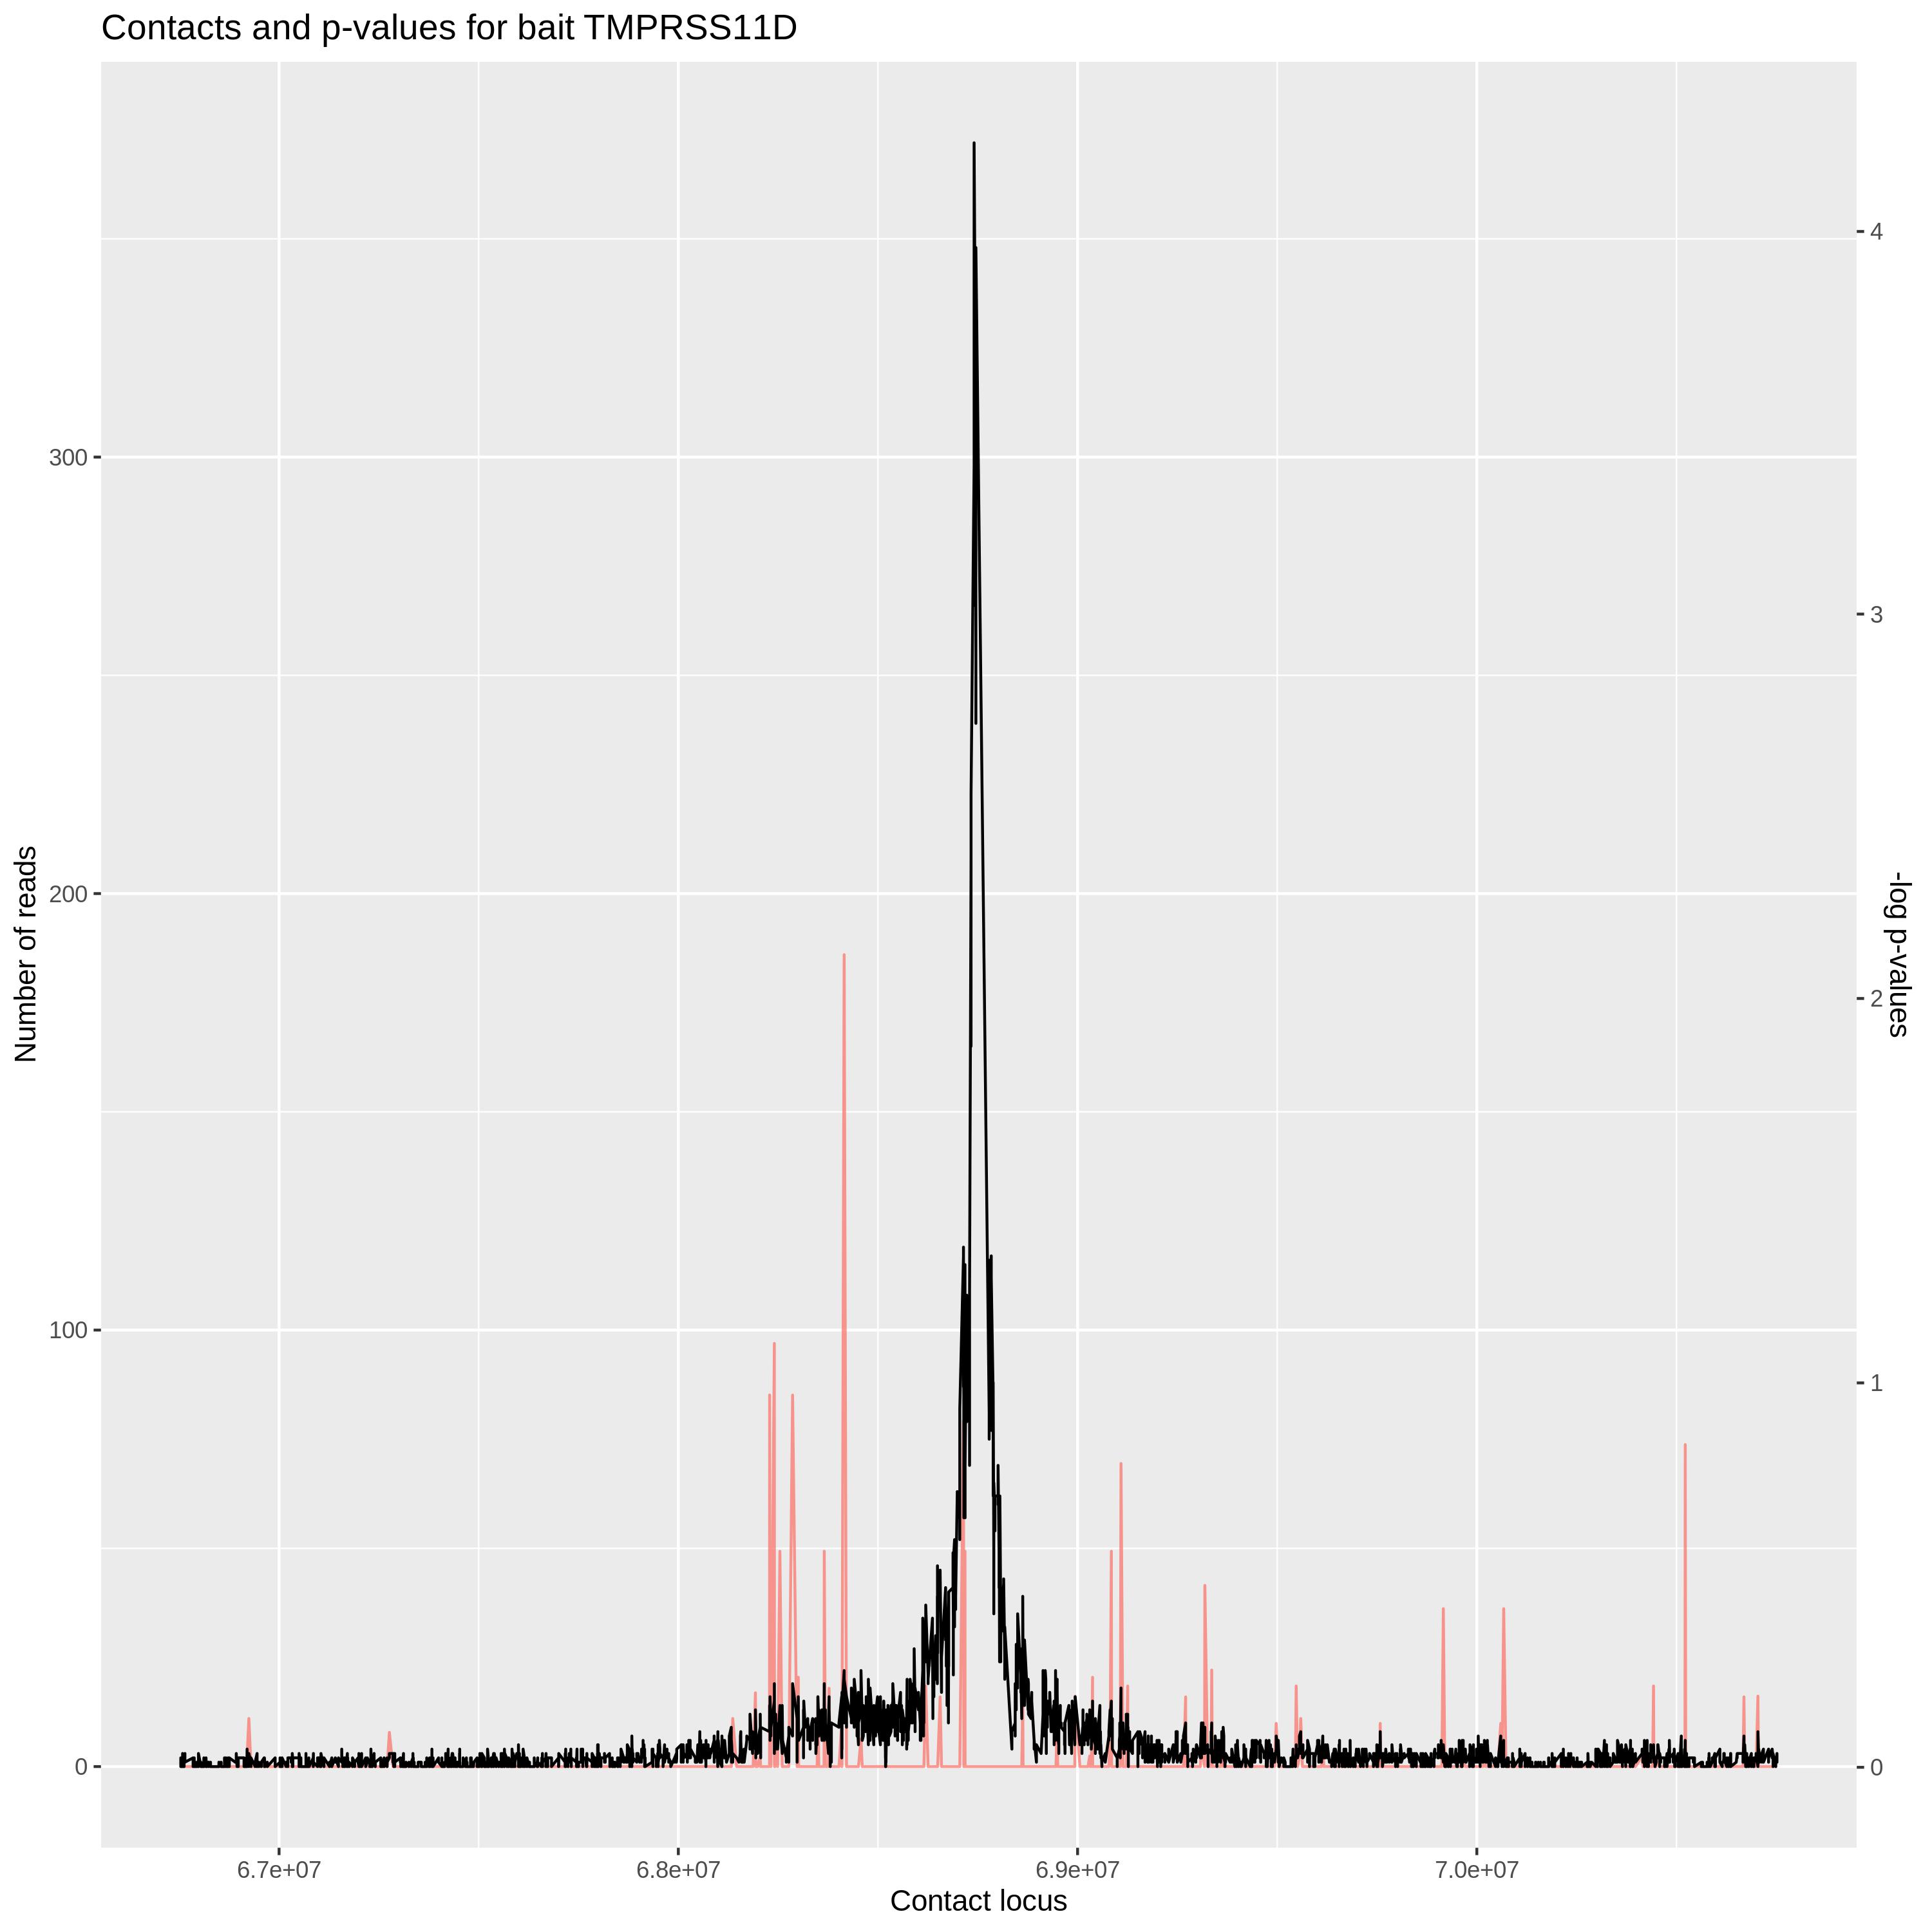 Contacts and p-values for bait TMPRSS11D
Number of reads
300
200
100
0
4
3
2
1
0
-log p-values
6.7e+07
6.8e+07
6.9e+07
7.0e+07
Contact locus